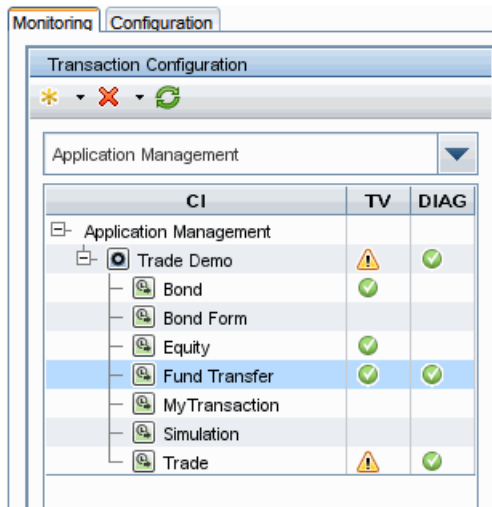 Monitoring Configuration
Transaction Configuration
Application Management
CI TV DIAG
Application Management
Trade Demo
Bond
Bond Form
Equity
Fund Transfer
MyTransaction
Simulation
Trade